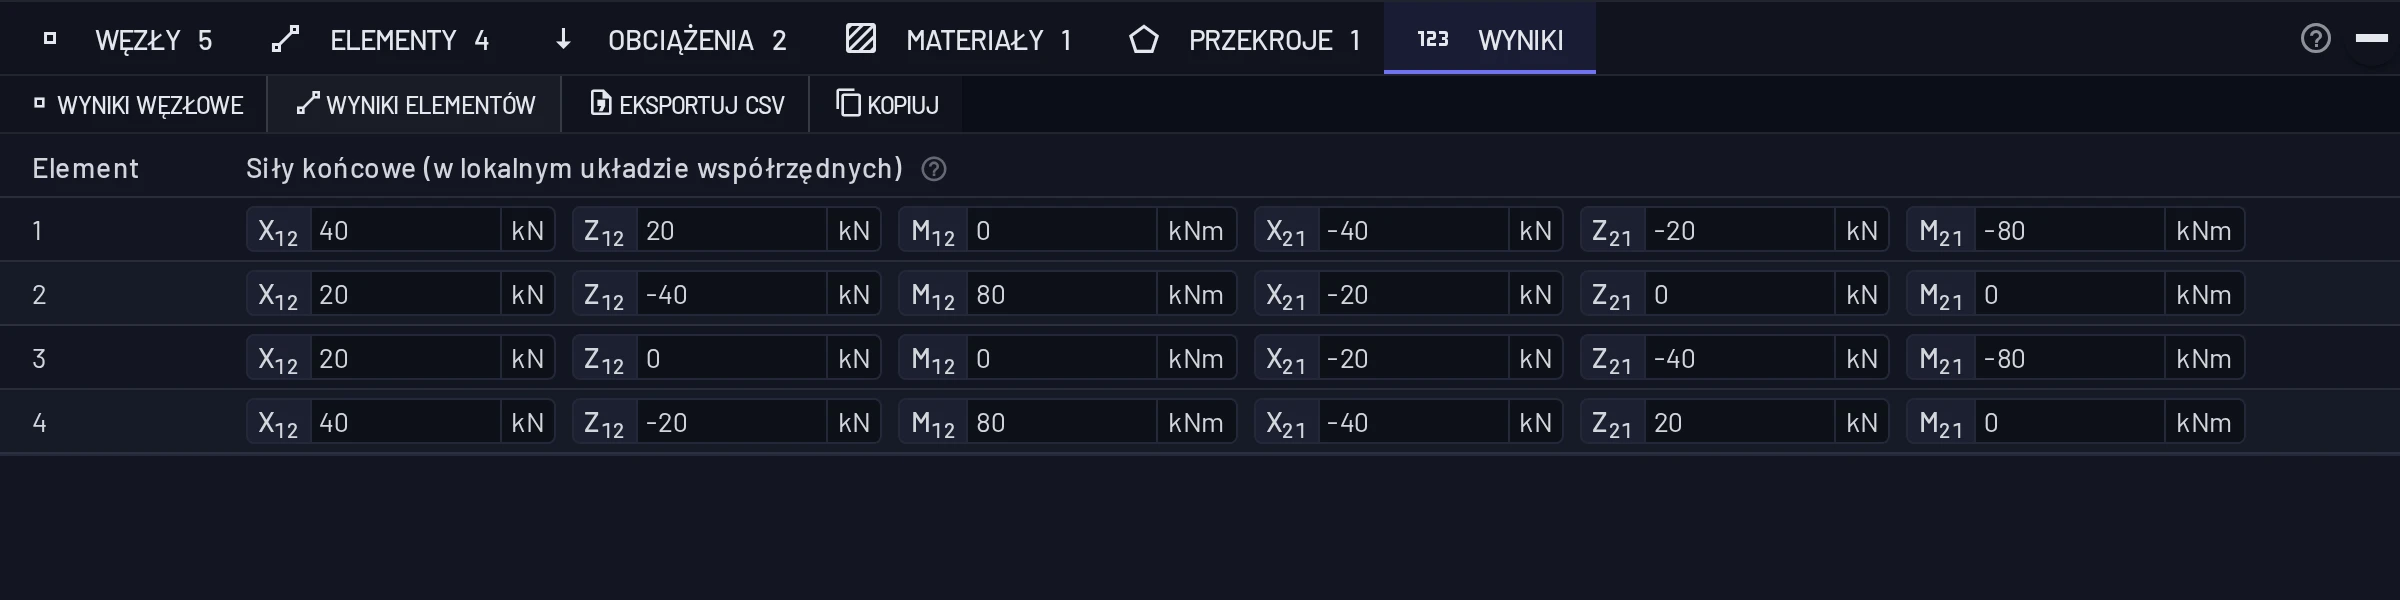 WĘZŁY 5 ELEMENTY 4 OBCIĄŻENIA 2 MATERIAŁY 1 PRZEKROJE 1 123 WYNIKI ?
WYNIKI WĘZŁOWE WYNIKI ELEMENTÓW EKSPORTUJ CSV KOPIUJ
Element Siły końcowe (w lokalnym układzie współrzędnych) ?
1 X12 40 kN Z12 20 kN M12 0 kNm X21 -40 kN Z21 -20 kN M21 -80 kNm
2 X12 20 kN Z12 -40 kN M12 80 kNm X21 -20 kN Z21 0 kN M21 0 kNm
3 X12 20 kN Z12 0 kN M12 0 kNm X21 -20 kN Z21 -40 kN M21 -80 kNm
4 X12 40 kN Z12 -20 kN M12 80 kNm X21 -40 kN Z21 20 kN M21 0 kNm